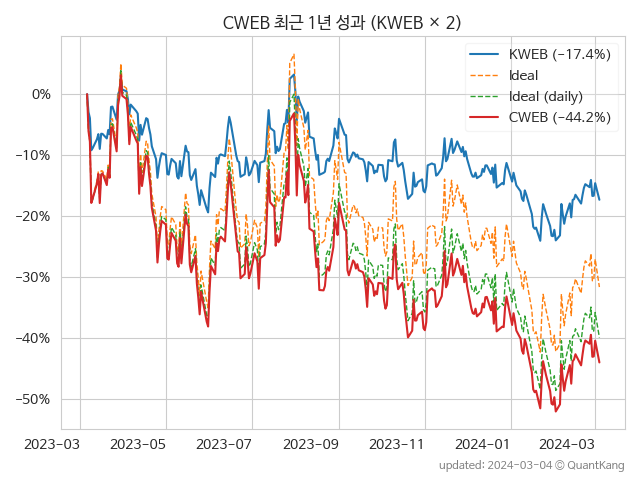 CWEB 최근 1년 성과 (KWEB × 2)
KWEB (−17.4%)
Ideal
Ideal (daily)
CWEB (−44.2%)
0%
−10%
−20%
−30%
−40%
−50%
2023-03 2023-05 2023-07 2023-09 2023-11 2024-01 2024-03
updated: 2024-03-04 © QuantKang